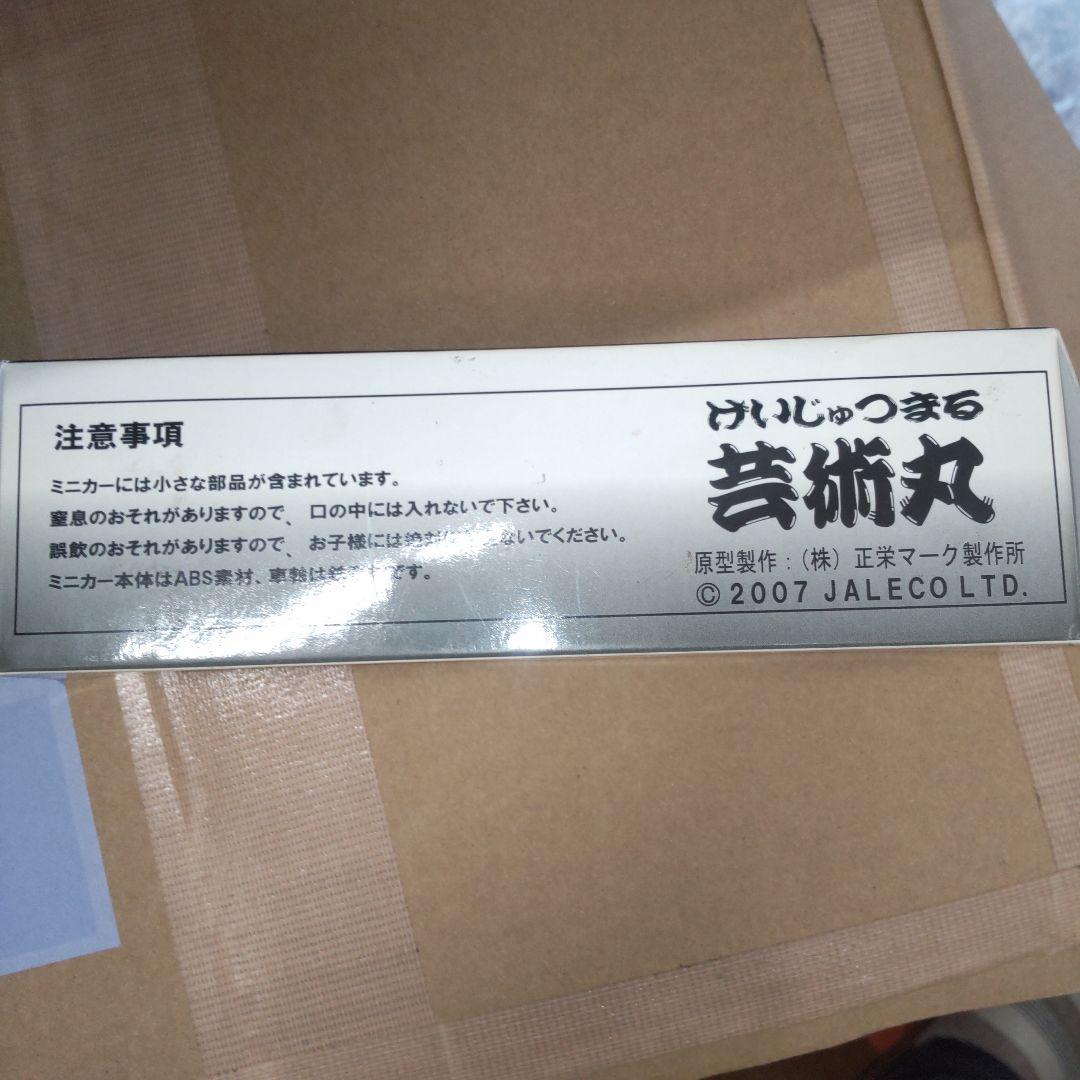 注意事項
ミニカーには小さな部品が含まれています。
窒息のおそれがありますので、口の中には入れないで下さい。
誤飲のおそれがありますので、お子様には絶対 ないでください。
ミニカー本体はABS素材、車輪は です。
けいじゅつまる
芸術丸
原型製作：(株) 正栄マーク製作所
© 2007 JALECO LTD.